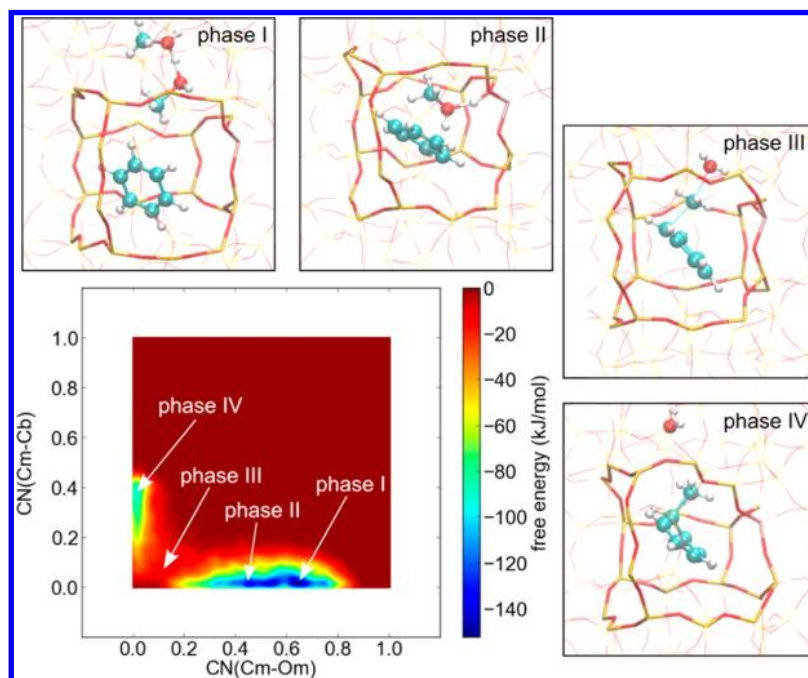 phase I
phase II
phase III
phase IV
1.0
0.8
0.6
0.4
0.2
0.0
CN(Cm-Cb)
phase IV
phase III
phase II
phase I
0.0 0.2 0.4 0.6 0.8 1.0
CN(Cm-Om)
0
−20
−40
−60
−80
−100
−120
−140
free energy (kJ/mol)